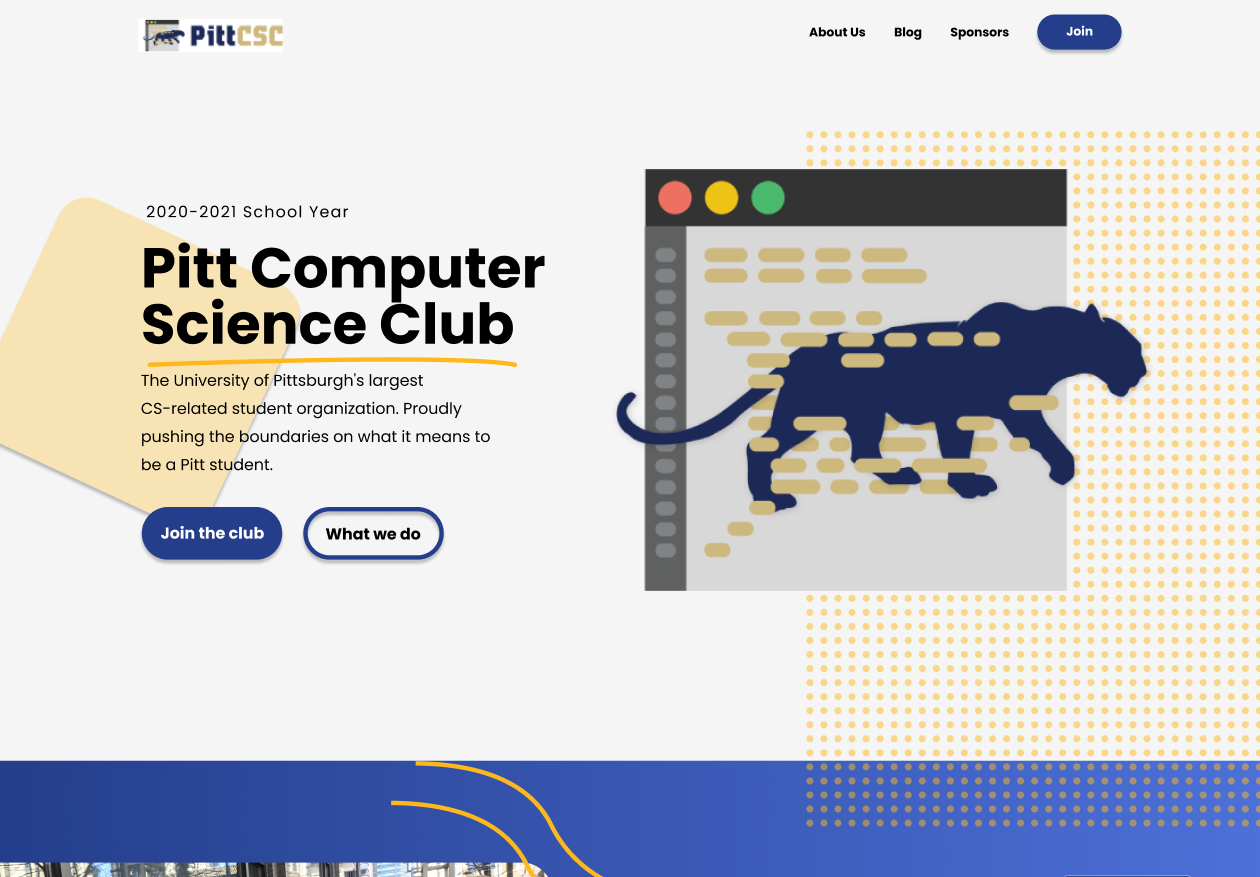 PittCSC
About Us
Blog
Sponsors
Join
2020-2021 School Year
Pitt Computer
Science Club
The University of Pittsburgh's largest
CS-related student organization. Proudly
pushing the boundaries on what it means to
be a Pitt student.
Join the club
What we do